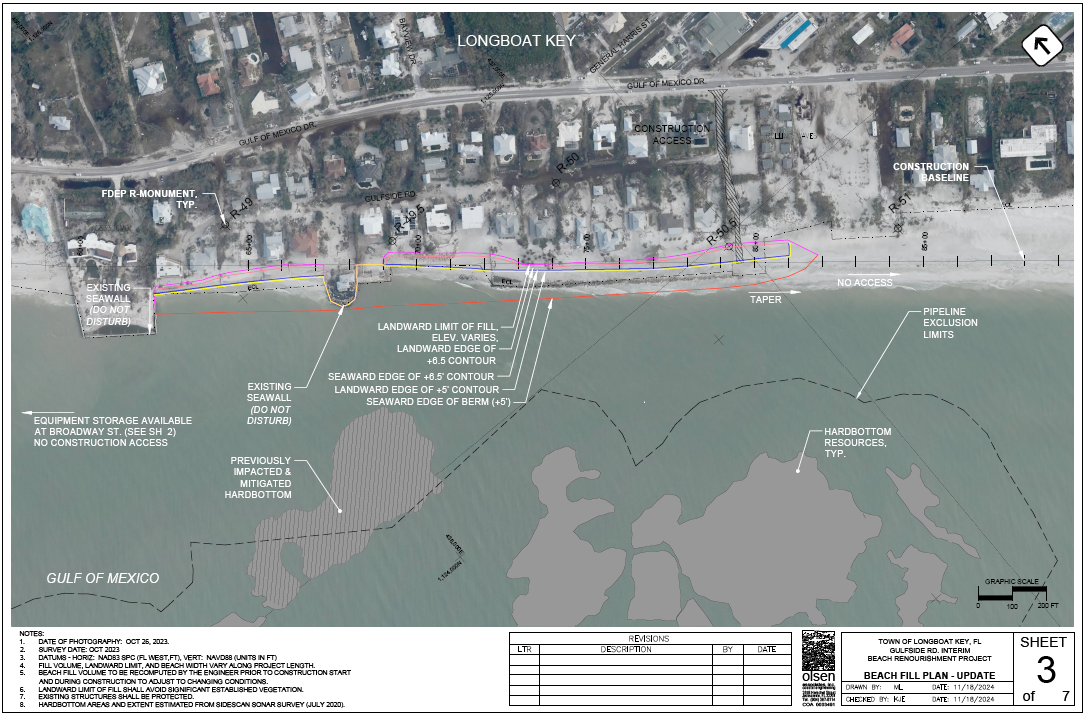 LONGBOAT KEY
BAYVIEW DR.
GENERAL HARRIS ST.
GULF OF MEXICO DR.
GULF OF MEXICO DR.
CONSTRUCTION
ACCESS
CONSTRUCTION
BASELINE
FDEP R-MONUMENT,
TYP.
GULFSIDE RD.
R-49
R-49.5
R-50
R-50.5
R-51
ECL
ECL
ECL
EXISTING
SEAWALL
(DO NOT
DISTURB)
NO ACCESS
TAPER
PIPELINE
EXCLUSION
LIMITS
LANDWARD LIMIT OF FILL,
ELEV. VARIES,
LANDWARD EDGE OF
+6.5 CONTOUR
SEAWARD EDGE OF +6.5' CONTOUR
LANDWARD EDGE OF +5' CONTOUR
SEAWARD EDGE OF BERM (+5')
EXISTING
SEAWALL
(DO NOT
DISTURB)
EQUIPMENT STORAGE AVAILABLE
AT BROADWAY ST. (SEE SH 2)
NO CONSTRUCTION ACCESS
HARDBOTTOM
RESOURCES,
TYP.
PREVIOUSLY
IMPACTED &
MITIGATED
HARDBOTTOM
GULF OF MEXICO
GRAPHIC SCALE
0 100 200 FT
NOTES:
1. DATE OF PHOTOGRAPHY: OCT 26, 2023.
2. SURVEY DATE: OCT 2023
3. DATUMS - HORIZ: NAD83 SPC (FL WEST,FT), VERT: NAVD88 (UNITS IN FT)
4. FILL VOLUME, LANDWARD LIMIT, AND BEACH WIDTH VARY ALONG PROJECT LENGTH.
5. BEACH FILL VOLUME TO BE RECOMPUTED BY THE ENGINEER PRIOR TO CONSTRUCTION START
AND DURING CONSTRUCTION TO ADJUST TO CHANGING CONDITIONS.
6. LANDWARD LIMIT OF FILL SHALL AVOID SIGNIFICANT ESTABLISHED VEGETATION.
7. EXISTING STRUCTURES SHALL BE PROTECTED.
8. HARDBOTTOM AREAS AND EXTENT ESTIMATED FROM SIDESCAN SONAR SURVEY (JULY 2020).
REVISIONS
LTR DESCRIPTION BY DATE
olsen
TOWN OF LONGBOAT KEY, FL
GULFSIDE RD. INTERIM
BEACH RENOURISHMENT PROJECT
BEACH FILL PLAN - UPDATE
DRAWN BY: ML DATE: 11/18/2024
CHECKED BY: KJE DATE: 11/18/2024
SHEET
3
of 7